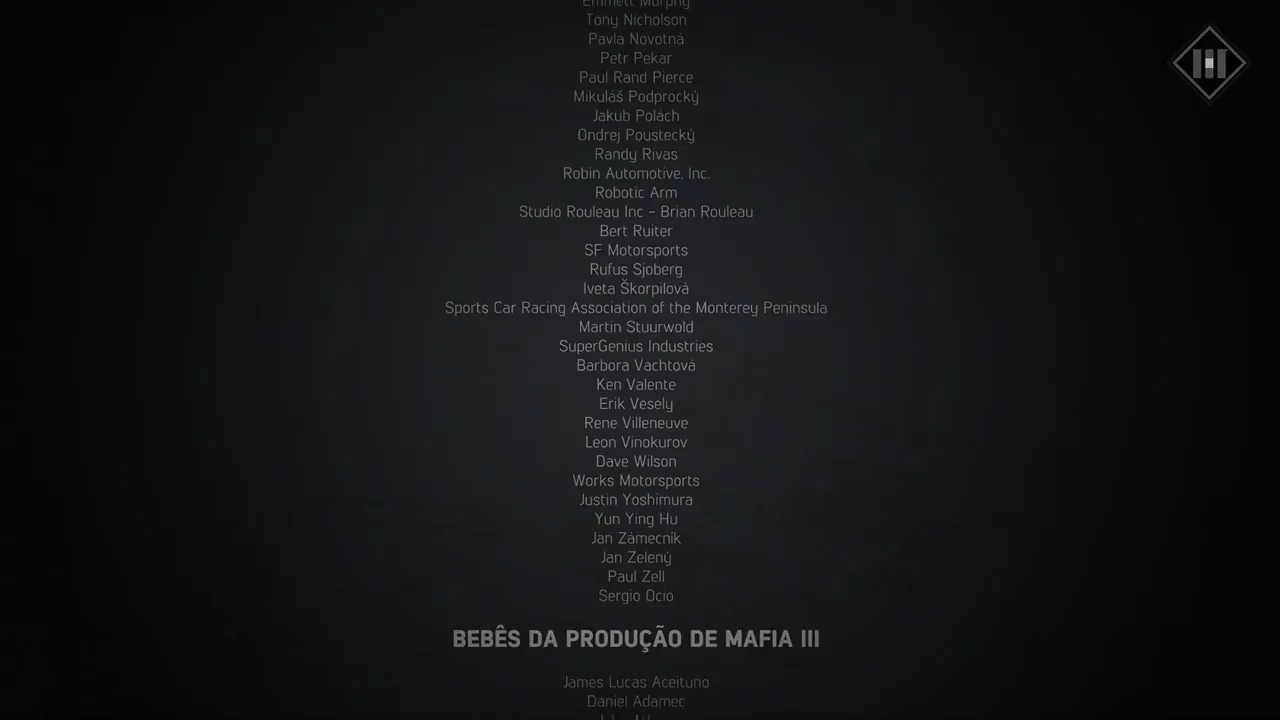 Emmett Murphy
Tony Nicholson
Pavla Novotná
Petr Pekar
Paul Rand Pierce
Mikuláš Podprocký
Jakub Polách
Ondrej Poustecký
Randy Rivas
Robin Automotive, Inc.
Robotic Arm
Studio Rouleau Inc - Brian Rouleau
Bert Ruiter
SF Motorsports
Rufus Sjoberg
Iveta Škorpilová
Sports Car Racing Association of the Monterey Peninsula
Martin Stuurwold
SuperGenius Industries
Barbora Vachtová
Ken Valente
Erik Vesely
Rene Villeneuve
Leon Vinokurov
Dave Wilson
Works Motorsports
Justin Yoshimura
Yun Ying Hu
Jan Zámecník
Jan Zelený
Paul Zell
Sergio Ocio
BEBÊS DA PRODUÇÃO DE MAFIA III
James Lucas Aceituno
Daniel Adamec